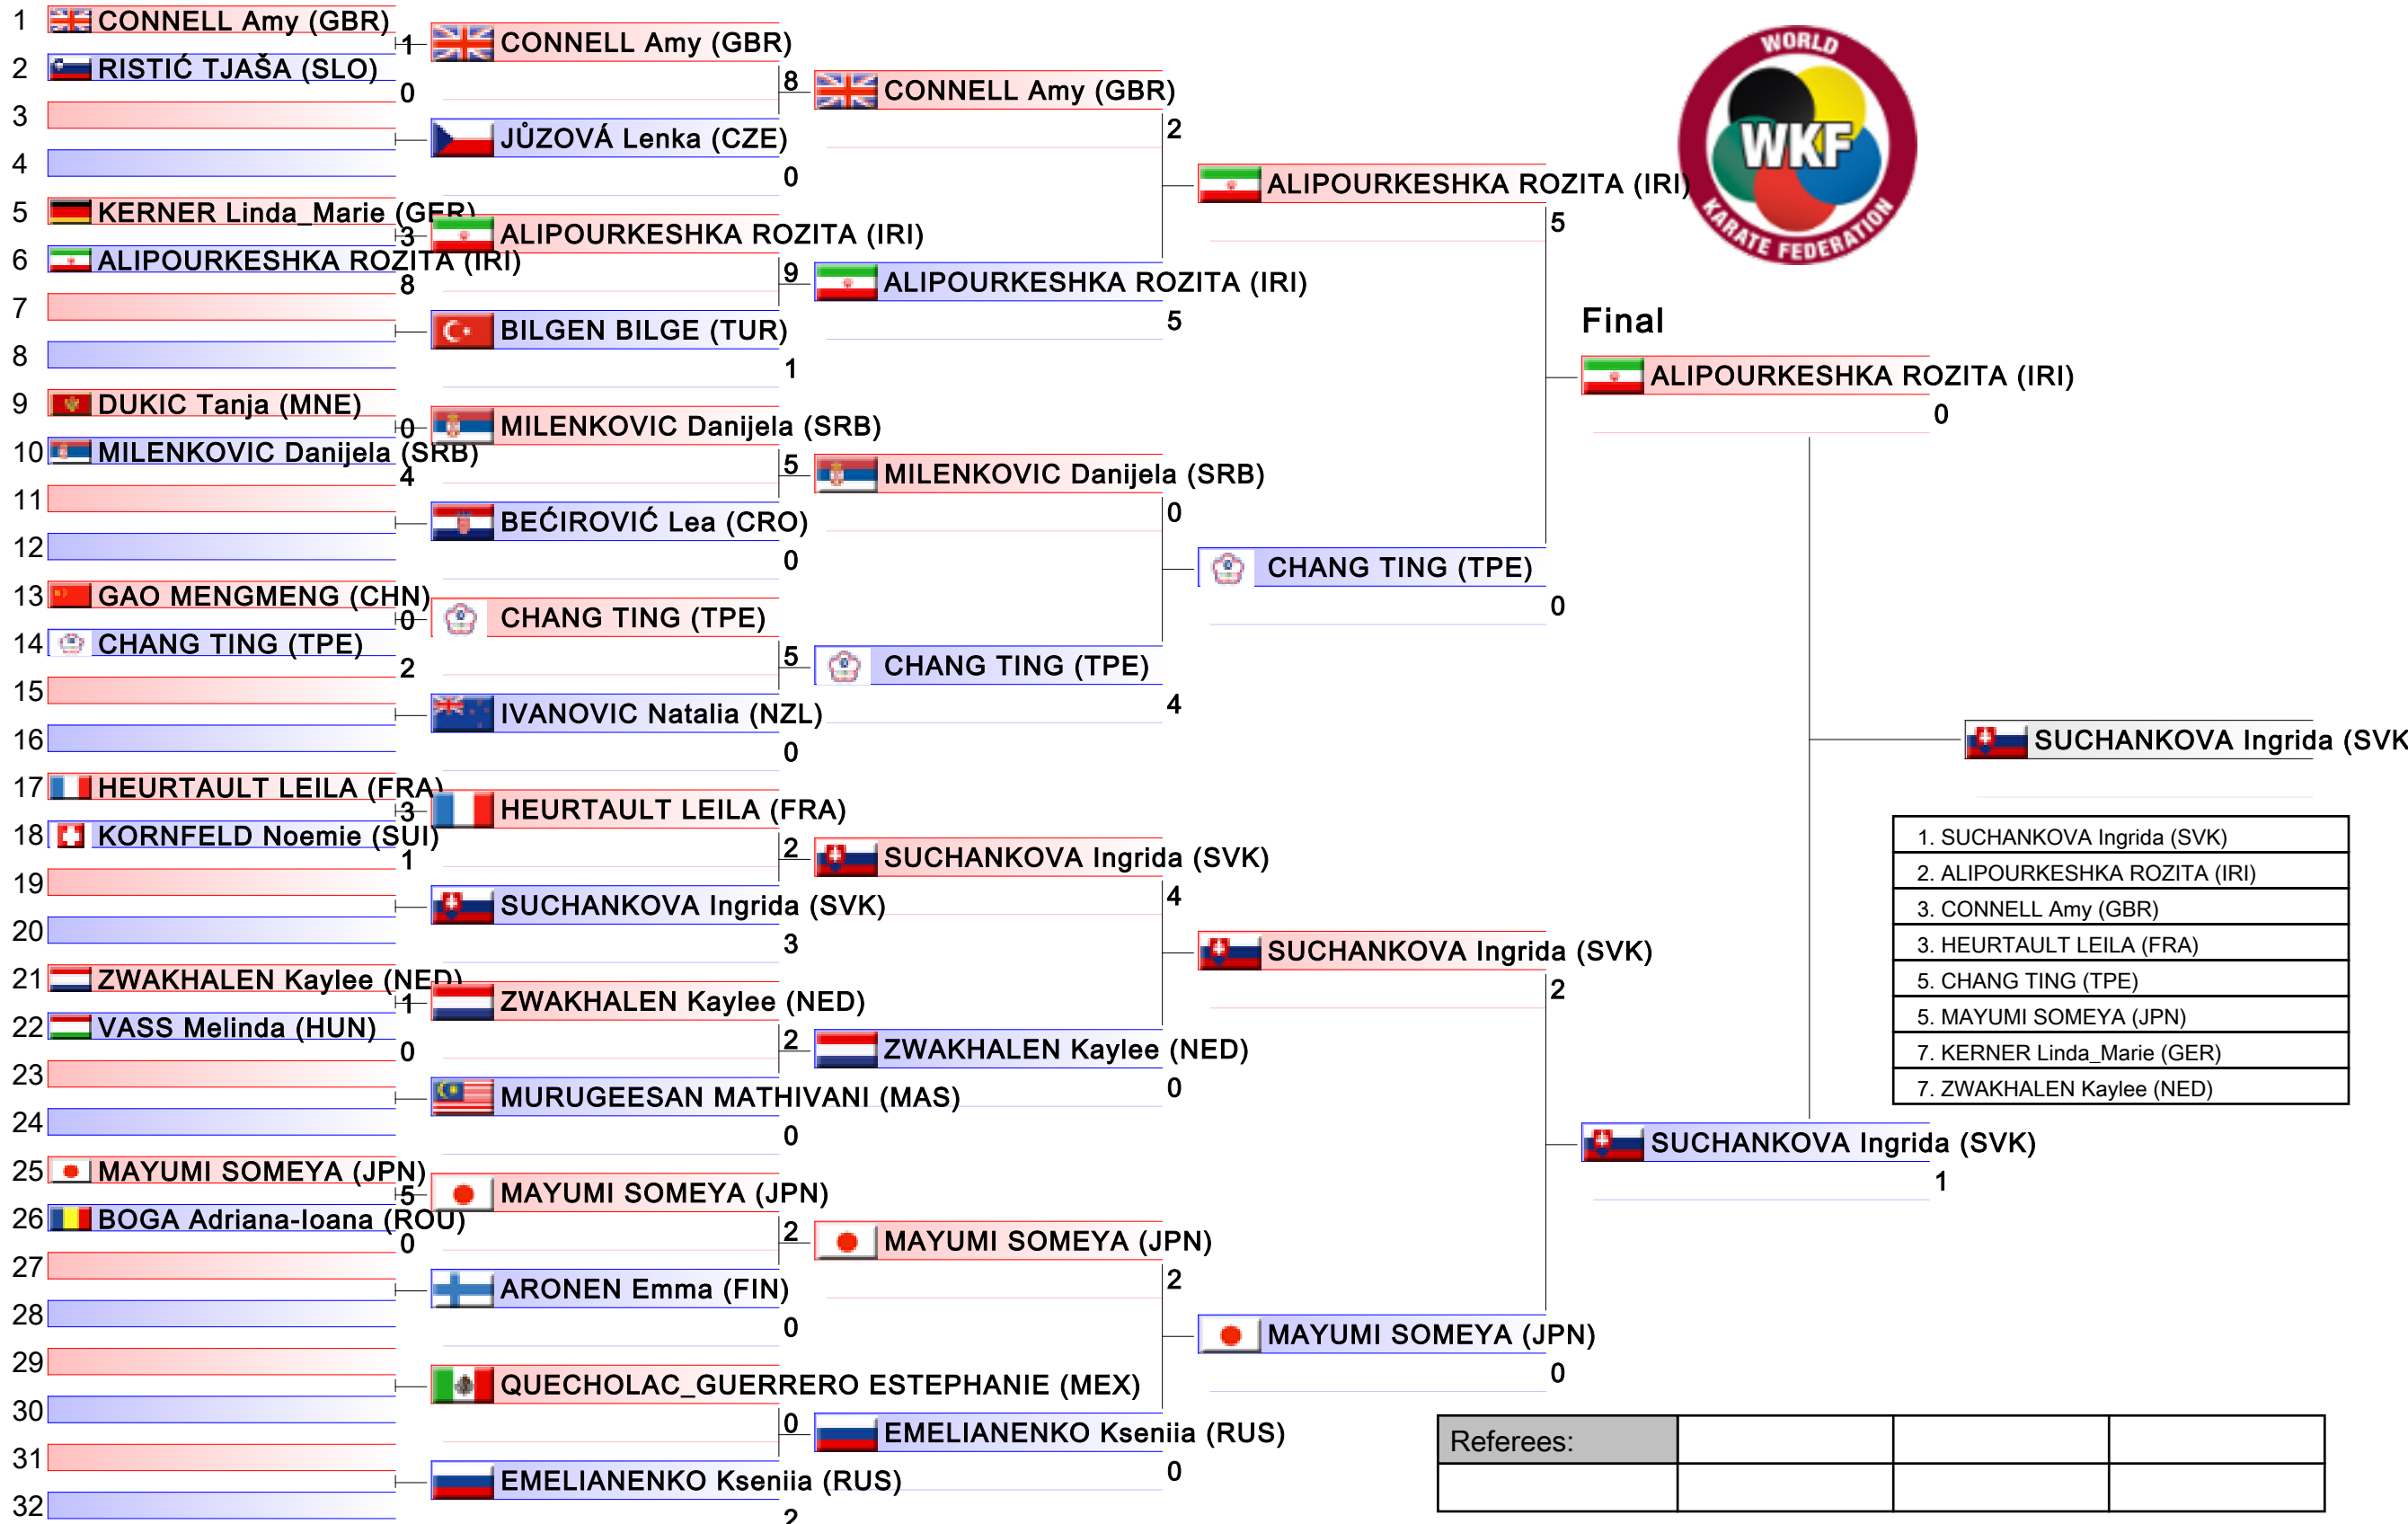 1 CONNELL Amy (GBR)
1
2 RISTIĆ TJAŠA (SLO)
0
3
4
5 KERNER Linda_Marie (GER)
3
6 ALIPOURKESHKA ROZITA (IRI)
8
7
8
9 DUKIC Tanja (MNE)
0
10 MILENKOVIC Danijela (SRB)
4
11
12
13 GAO MENGMENG (CHN)
0
14 CHANG TING (TPE)
2
15
16
17 HEURTAULT LEILA (FRA)
3
18 KORNFELD Noemie (SUI)
1
19
20
21 ZWAKHALEN Kaylee (NED)
1
22 VASS Melinda (HUN)
0
23
24
25 MAYUMI SOMEYA (JPN)
5
26 BOGA Adriana-Ioana (ROU)
0
27
28
29
30
31
32
CONNELL Amy (GBR)
8
JŮZOVÁ Lenka (CZE)
0
ALIPOURKESHKA ROZITA (IRI)
9
BILGEN BILGE (TUR)
1
MILENKOVIC Danijela (SRB)
5
BEĆIROVIĆ Lea (CRO)
0
CHANG TING (TPE)
5
IVANOVIC Natalia (NZL)
0
HEURTAULT LEILA (FRA)
2
SUCHANKOVA Ingrida (SVK)
3
ZWAKHALEN Kaylee (NED)
2
MURUGEESAN MATHIVANI (MAS)
0
MAYUMI SOMEYA (JPN)
2
ARONEN Emma (FIN)
0
QUECHOLAC_GUERRERO ESTEPHANIE (MEX)
0
EMELIANENKO Kseniia (RUS)
2
CONNELL Amy (GBR)
2
ALIPOURKESHKA ROZITA (IRI)
5
MILENKOVIC Danijela (SRB)
0
CHANG TING (TPE)
4
SUCHANKOVA Ingrida (SVK)
4
ZWAKHALEN Kaylee (NED)
0
MAYUMI SOMEYA (JPN)
2
EMELIANENKO Kseniia (RUS)
0
ALIPOURKESHKA ROZITA (IRI)
5
CHANG TING (TPE)
0
SUCHANKOVA Ingrida (SVK)
2
MAYUMI SOMEYA (JPN)
0
WORLD
WKF
KARATE FEDERATION
Final
ALIPOURKESHKA ROZITA (IRI)
0
SUCHANKOVA Ingrida (SVK)
1
SUCHANKOVA Ingrida (SVK
1. SUCHANKOVA Ingrida (SVK)
2. ALIPOURKESHKA ROZITA (IRI)
3. CONNELL Amy (GBR)
3. HEURTAULT LEILA (FRA)
5. CHANG TING (TPE)
5. MAYUMI SOMEYA (JPN)
7. KERNER Linda_Marie (GER)
7. ZWAKHALEN Kaylee (NED)
Referees: